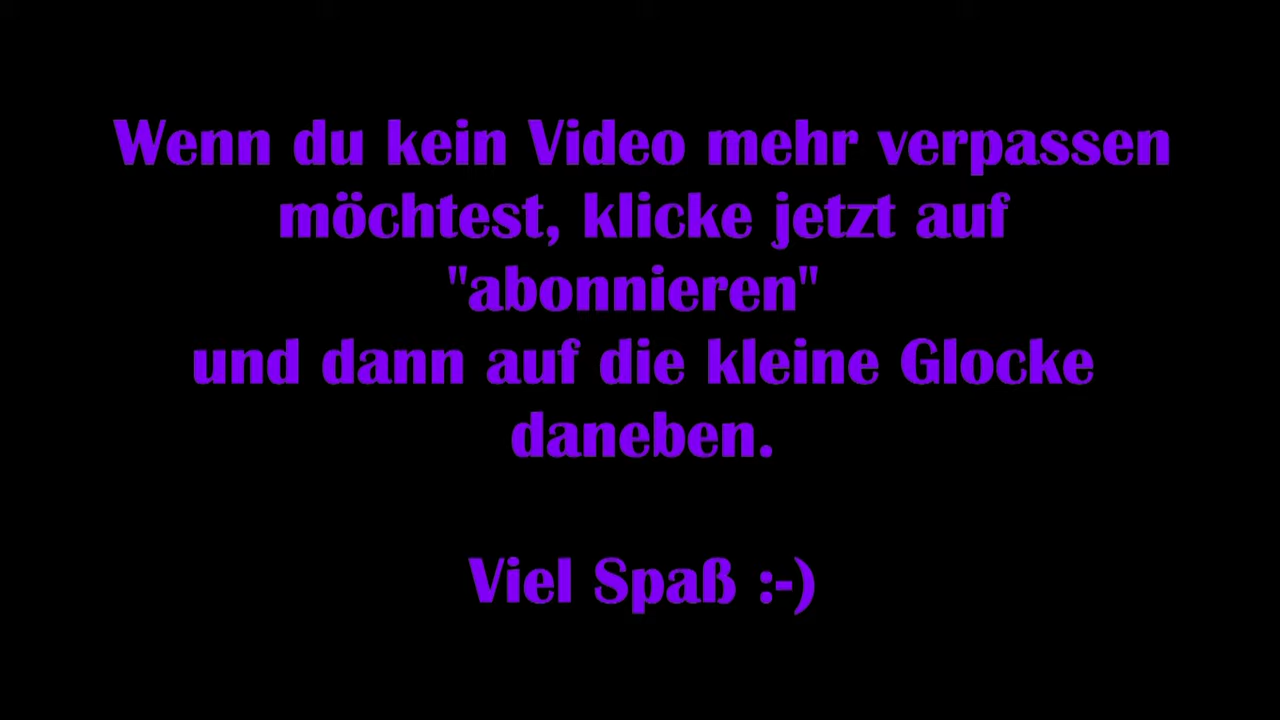 Wenn du kein Video mehr verpassen
möchtest, klicke jetzt auf
"abonnieren"
und dann auf die kleine Glocke
daneben.
Viel Spaß :-)